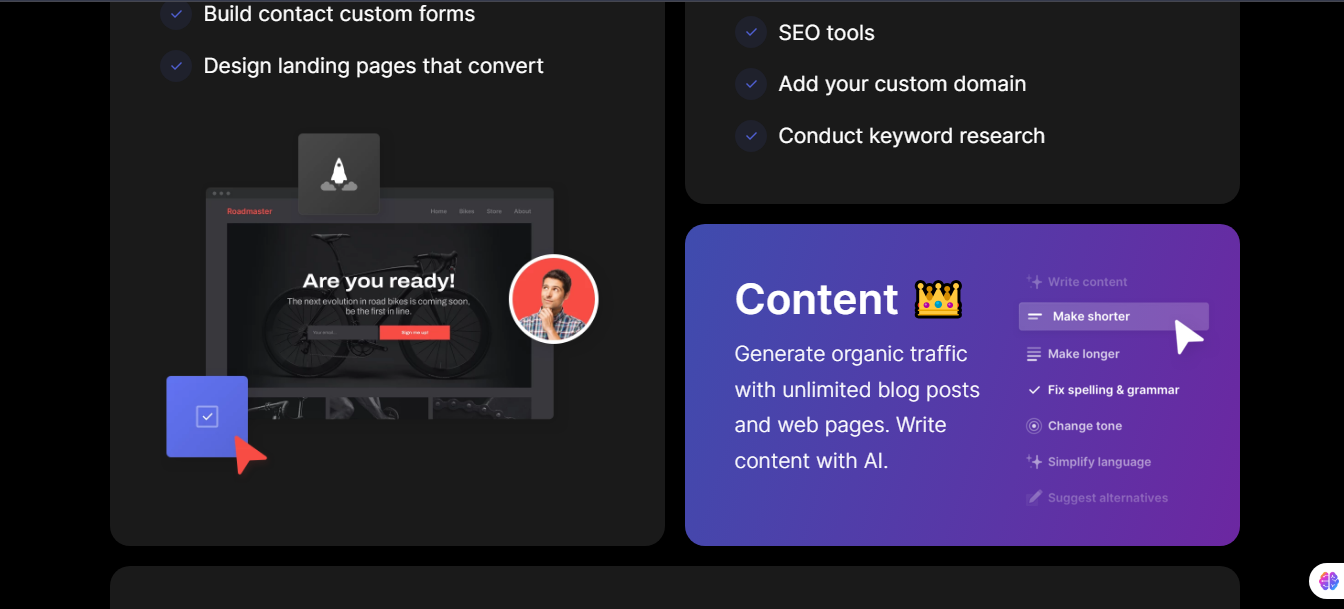 Build contact custom forms
Design landing pages that convert
Roadmaster
Home Bikes Store About
Are you ready!
The next evolution in road bikes is coming soon,
be the first in line.
Your email
Sign me up!
SEO tools
Add your custom domain
Conduct keyword research
Content
Generate organic traffic
with unlimited blog posts
and web pages. Write
content with AI.
Write content
Make shorter
Make longer
Fix spelling & grammar
Change tone
Simplify language
Suggest alternatives